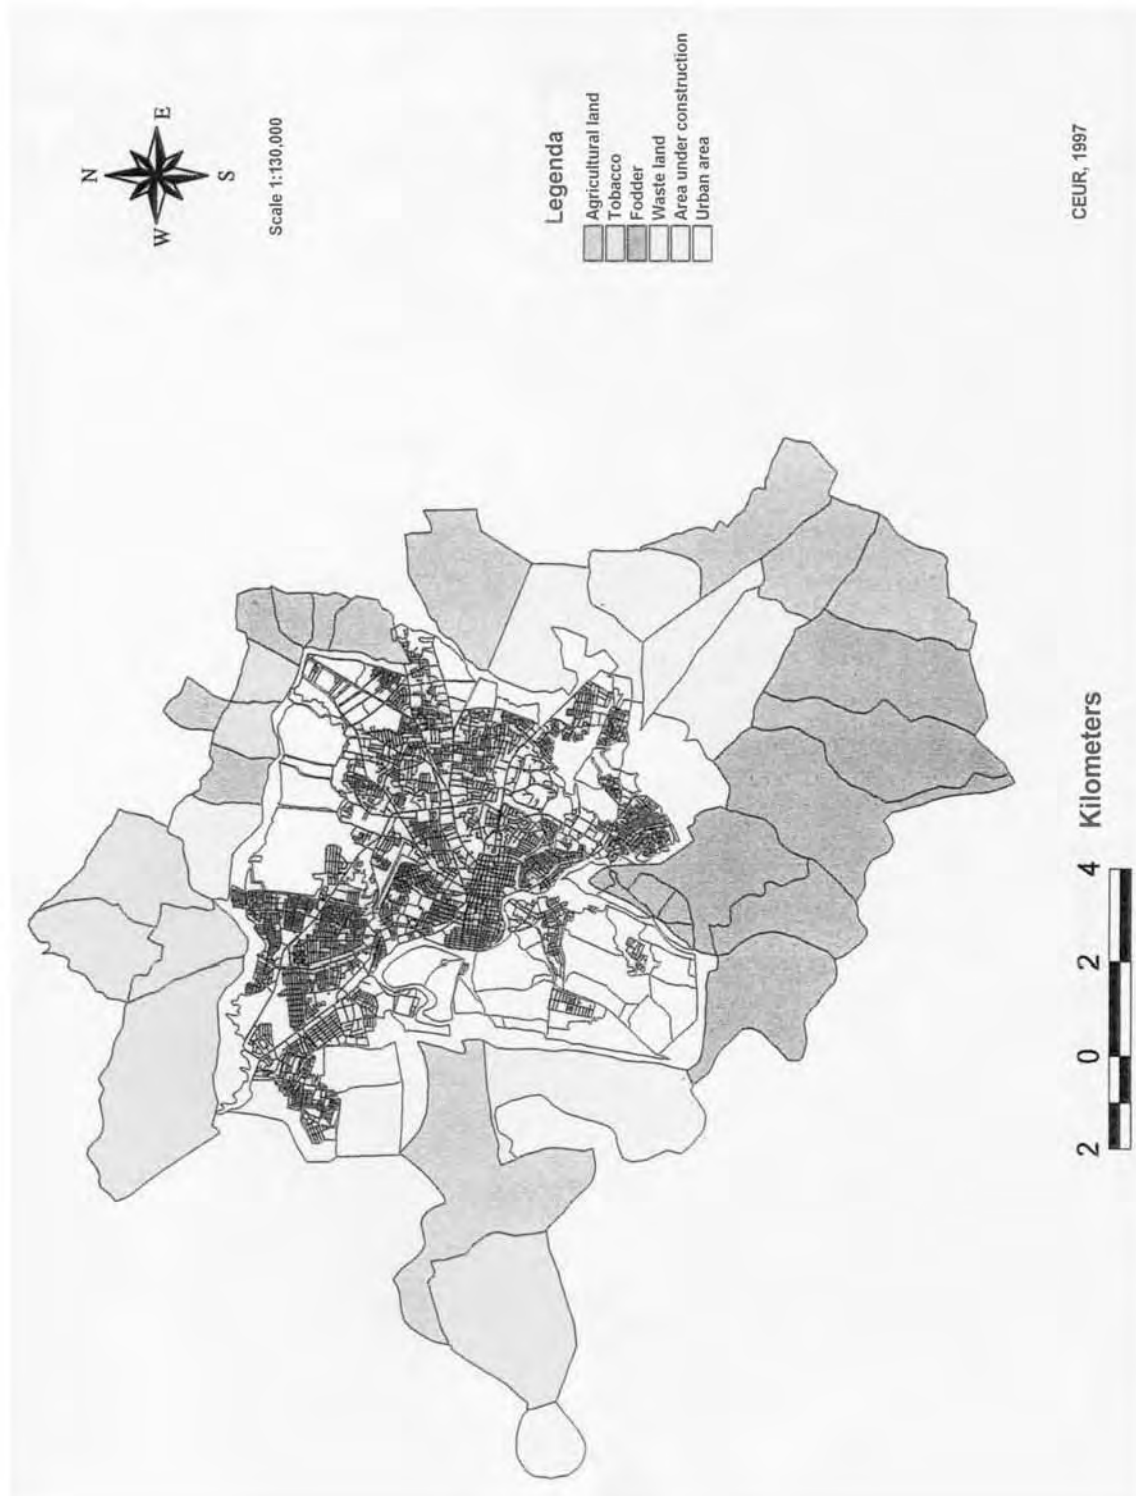 N
W E
S
Scale 1:130,000
Legenda
Agricultural land
Tobacco
Fodder
Waste land
Area under construction
Urban area
CEUR, 1997
2 0 2 4 Kilometers